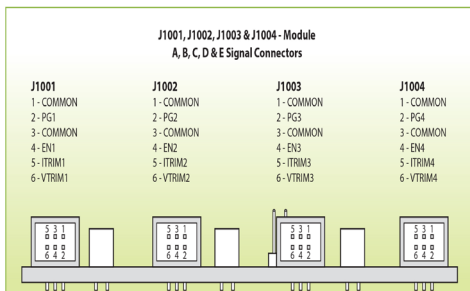 J1001, J1002, J1003 & J1004 - Module
A, B, C, D & E Signal Connectors
J1001
1 - COMMON
2 - PG1
3 - COMMON
4 - EN1
5 - ITRIM1
6 - VTRIM1
J1002
1 - COMMON
2 - PG2
3 - COMMON
4 - EN2
5 - ITRIM2
6 - VTRIM2
J1003
1 - COMMON
2 - PG3
3 - COMMON
4 - EN3
5 - ITRIM3
6 - VTRIM3
J1004
1 - COMMON
2 - PG4
3 - COMMON
4 - EN4
5 - ITRIM4
6 - VTRIM4
5 3 1
6 4 2
5 3 1
6 4 2
5 3 1
6 4 2
5 3 1
6 4 2